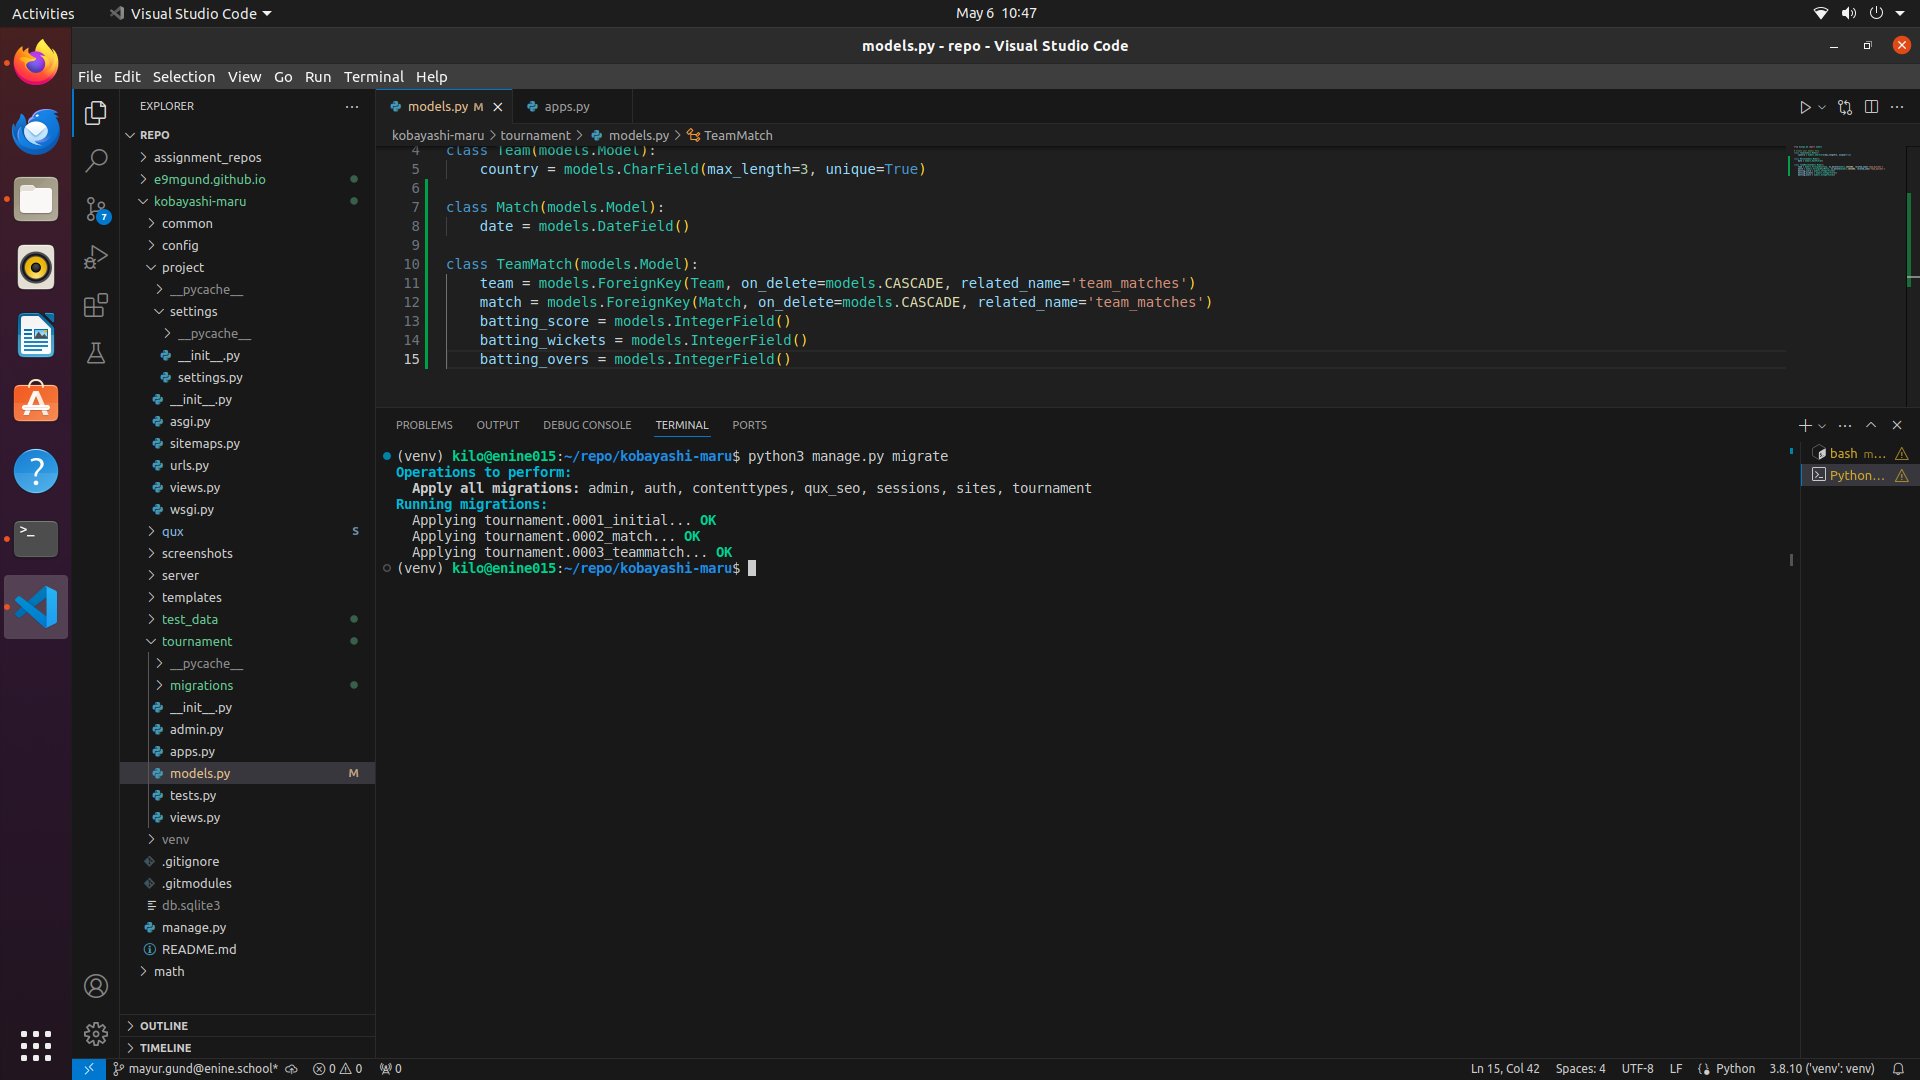 Activities
Visual Studio Code
May 6 10:47
models.py - repo - Visual Studio Code
File Edit Selection View Go Run Terminal Help
EXPLORER
REPO
assignment_repos
e9mgund.github.io
kobayashi-maru
common
config
project
__pycache__
settings
__pycache__
__init__.py
settings.py
__init__.py
asgi.py
sitemaps.py
urls.py
views.py
wsgi.py
qux S
screenshots
server
templates
test_data
tournament
__pycache__
migrations
__init__.py
admin.py
apps.py
models.py M
tests.py
views.py
venv
.gitignore
.gitmodules
db.sqlite3
manage.py
README.md
math
OUTLINE
TIMELINE
7
models.py M
apps.py
kobayashi-maru > tournament > models.py > TeamMatch
4 class Team(models.Model):
5 country = models.CharField(max_length=3, unique=True)
6
7 class Match(models.Model):
8 date = models.DateField()
9
10 class TeamMatch(models.Model):
11 team = models.ForeignKey(Team, on_delete=models.CASCADE, related_name='team_matches')
12 match = models.ForeignKey(Match, on_delete=models.CASCADE, related_name='team_matches')
13 batting_score = models.IntegerField()
14 batting_wickets = models.IntegerField()
15 batting_overs = models.IntegerField()
PROBLEMS OUTPUT DEBUG CONSOLE TERMINAL PORTS
(venv) kilo@enine015:~/repo/kobayashi-maru$ python3 manage.py migrate
Operations to perform:
Apply all migrations: admin, auth, contenttypes, qux_seo, sessions, sites, tournament
Running migrations:
Applying tournament.0001_initial... OK
Applying tournament.0002_match... OK
Applying tournament.0003_teammatch... OK
(venv) kilo@enine015:~/repo/kobayashi-maru$
bash m...
Python...
mayur.gund@enine.school* 0 0 0
Ln 15, Col 42 Spaces: 4 UTF-8 LF Python 3.8.10 ('venv': venv)